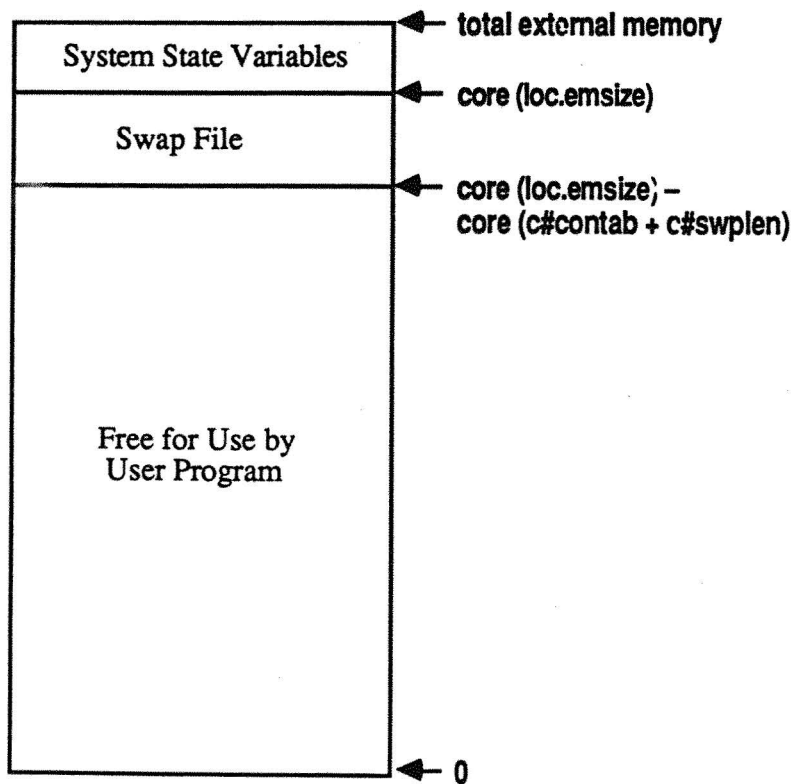 total external memory
System State Variables
core (loc.emsize)
Swap File
core (loc.emsize) –
core (c#contab + c#swplen)
Free for Use by
User Program
0